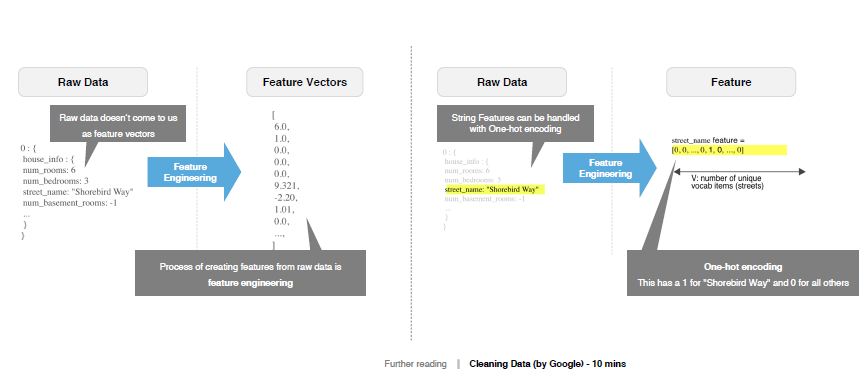 Raw Data
Feature Vectors
Raw data doesn't come to us
as feature vectors
0 : {
house_info : {
num_rooms: 6
num_bedrooms: 3
street_name: "Shorebird Way"
num_basement_rooms: -1
...
}
}
Feature
Engineering
[
6.0,
1.0,
0.0,
0.0,
0.0,
9.321,
-2.20,
1.01,
0.0,
...,
]
Process of creating features from raw data is
feature engineering
Raw Data
Feature
String Features can be handled
with One-hot encoding
0 : {
house_info : {
num_rooms: 6
num_bedrooms: 3
street_name: "Shorebird Way"
num_basement_rooms: -1
...
}
}
Feature
Engineering
street_name feature =
[0, 0, ..., 0, 1, 0, ..., 0]
V: number of unique
vocab items (streets)
One-hot encoding
This has a 1 for "Shorebird Way" and 0 for all others
Further reading | Cleaning Data (by Google) - 10 mins